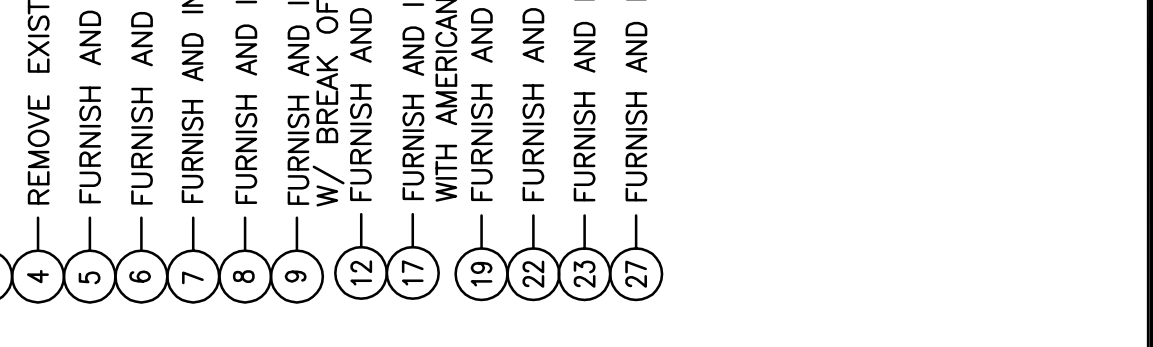 4 REMOVE EXIST
5 FURNISH AND
6 FURNISH AND
7 FURNISH AND IN
8 FURNISH AND
9 FURNISH AND
W/ BREAK OF
12 FURNISH AND
17 FURNISH AND
WITH AMERICAN
19 FURNISH AND
22 FURNISH AND
23 FURNISH AND
27 FURNISH AND